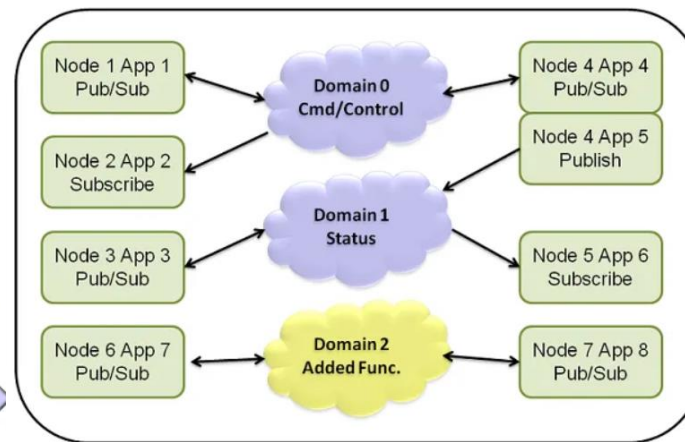 Node 1 App 1
Pub/Sub
Domain 0
Cmd/Control
Node 4 App 4
Pub/Sub
Node 2 App 2
Subscribe
Node 4 App 5
Publish
Domain 1
Status
Node 3 App 3
Pub/Sub
Node 5 App 6
Subscribe
Node 6 App 7
Pub/Sub
Domain 2
Added Func.
Node 7 App 8
Pub/Sub